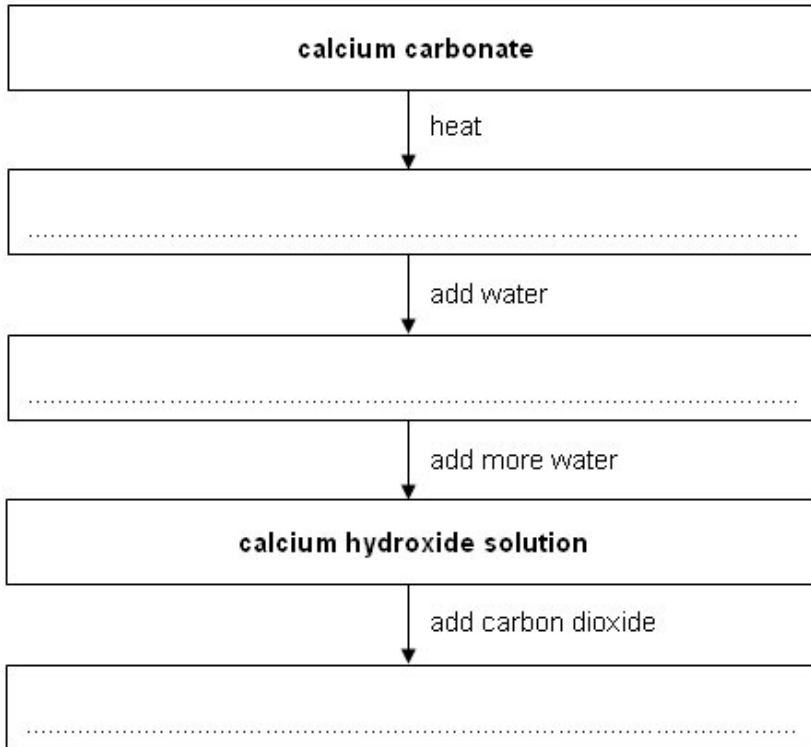 calcium carbonate
heat
................................................................................................
add water
................................................................................................
add more water
calcium hydroxide solution
add carbon dioxide
................................................................................................